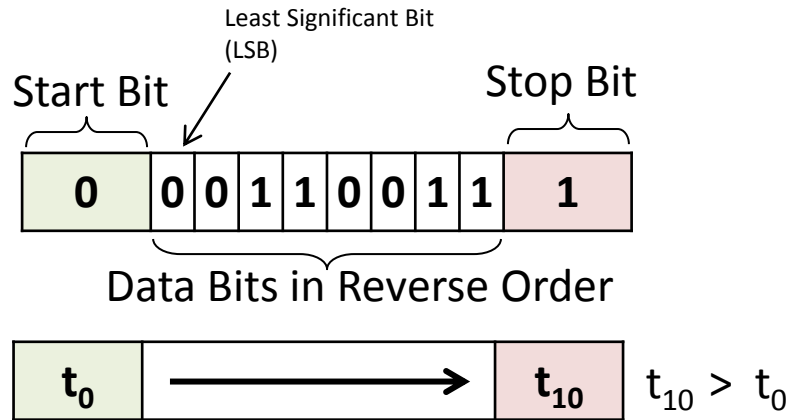 Least Significant Bit
(LSB)
Start Bit
Stop Bit
0 0 0 1 1 0 0 1 1 1
Data Bits in Reverse Order
t₀ t₁₀ t₁₀ > t₀